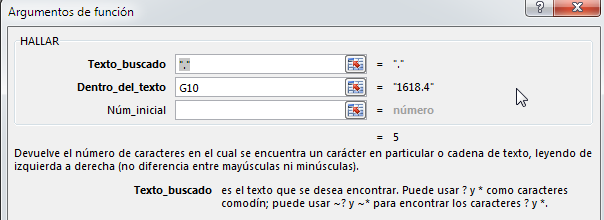 Argumentos de función
HALLAR
Texto_buscado "." = "."
Dentro_del_texto G10 = "1618.4"
Núm_inicial = número
= 5
Devuelve el número de caracteres en el cual se encuentra un carácter en particular o cadena de texto, leyendo de
izquierda a derecha (no diferencia entre mayúsculas ni minúsculas).
Texto_buscado es el texto que se desea encontrar. Puede usar ? y * como caracteres
comodín; puede usar ~? y ~* para encontrar los caracteres ? y *.